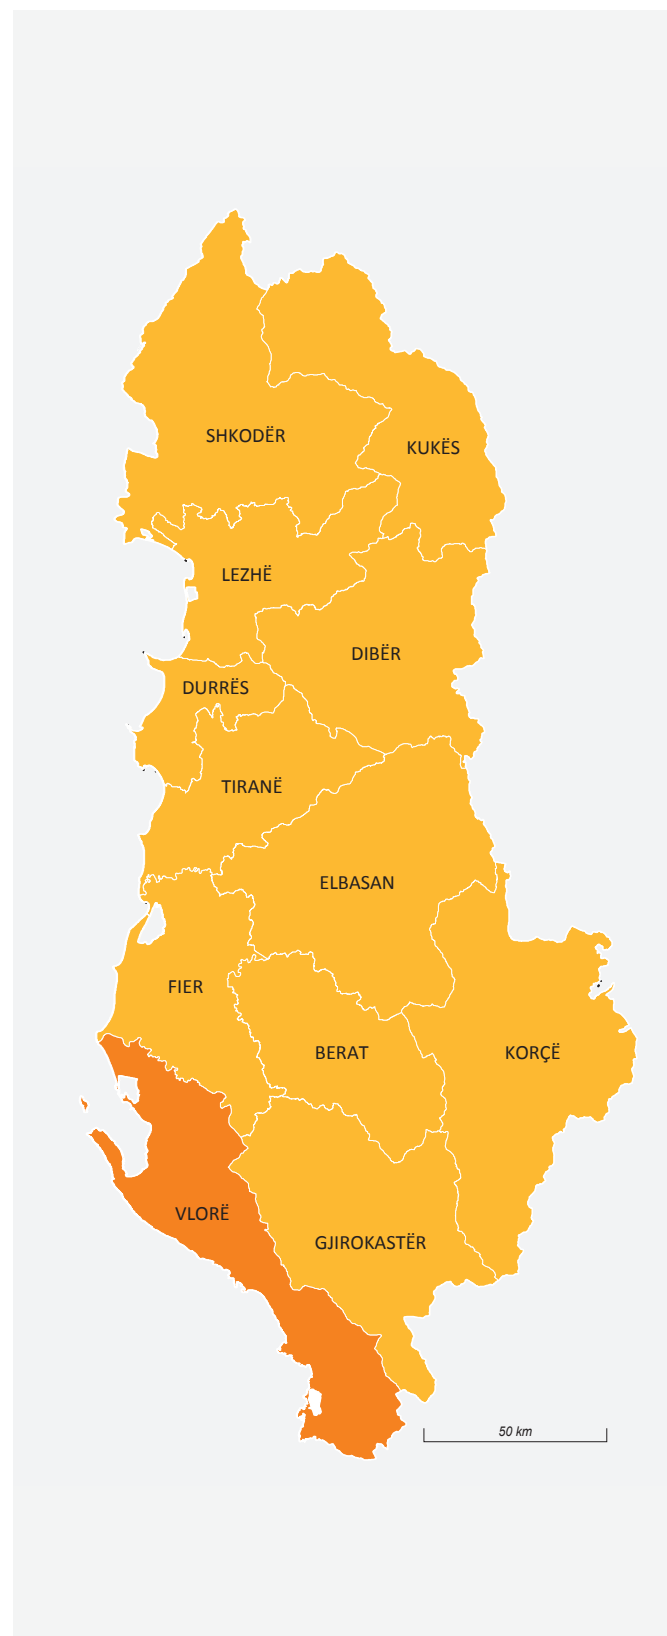 SHKODËR
KUKËS
LEZHË
DIBËR
DURRËS
TIRANË
ELBASAN
FIER
BERAT
KORÇË
VLORË
GJIROKASTËR
50 km